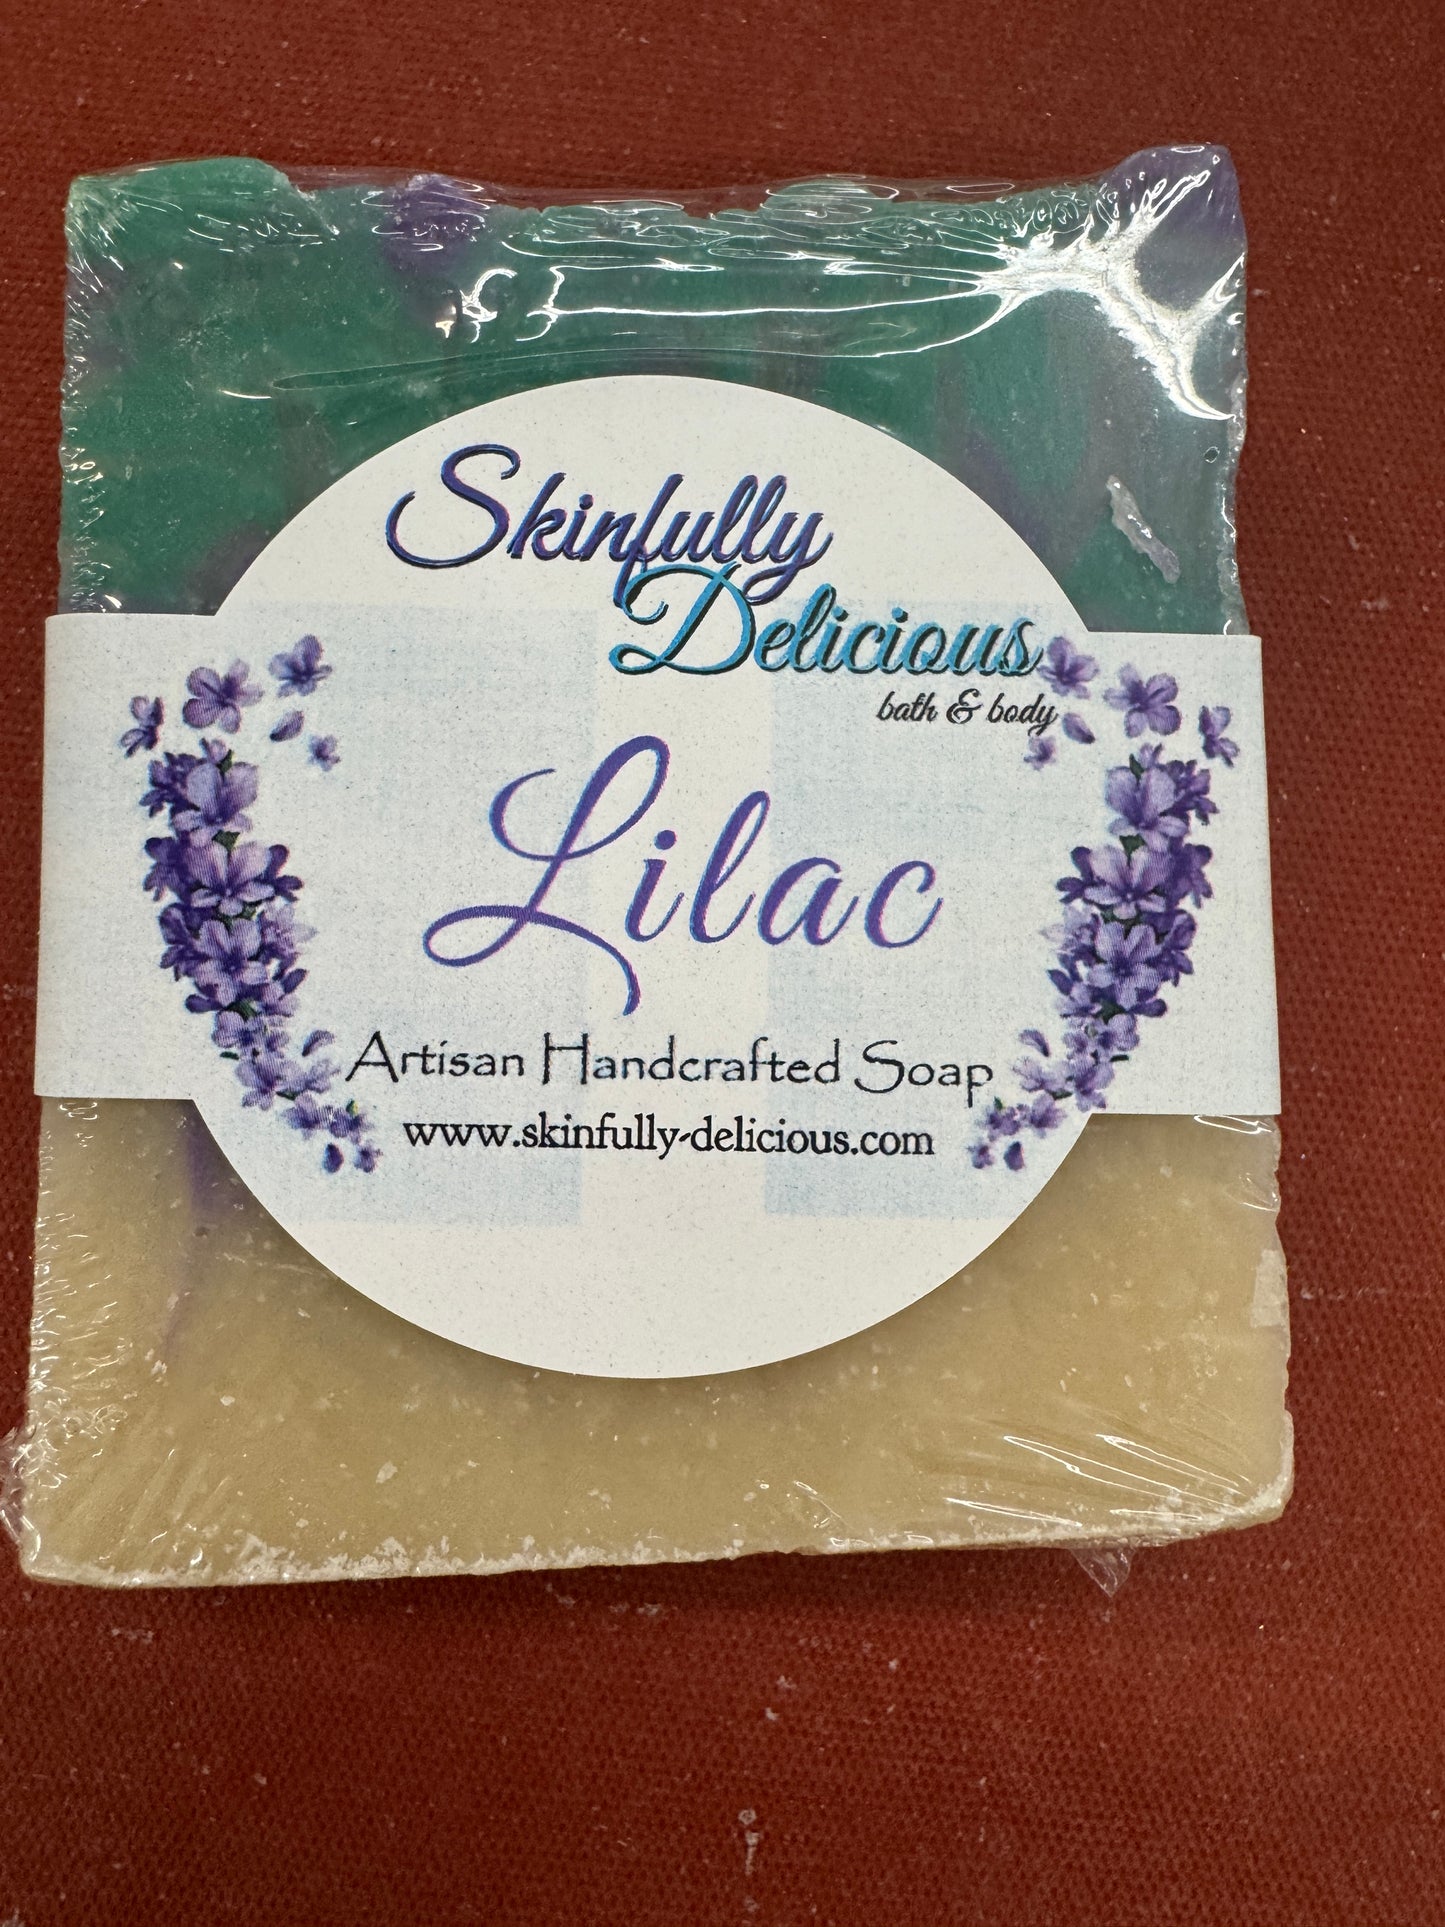 Skinfully
Delicious
bath & body
Lilac
Artisan Handcrafted Soap
www.skinfully-delicious.com